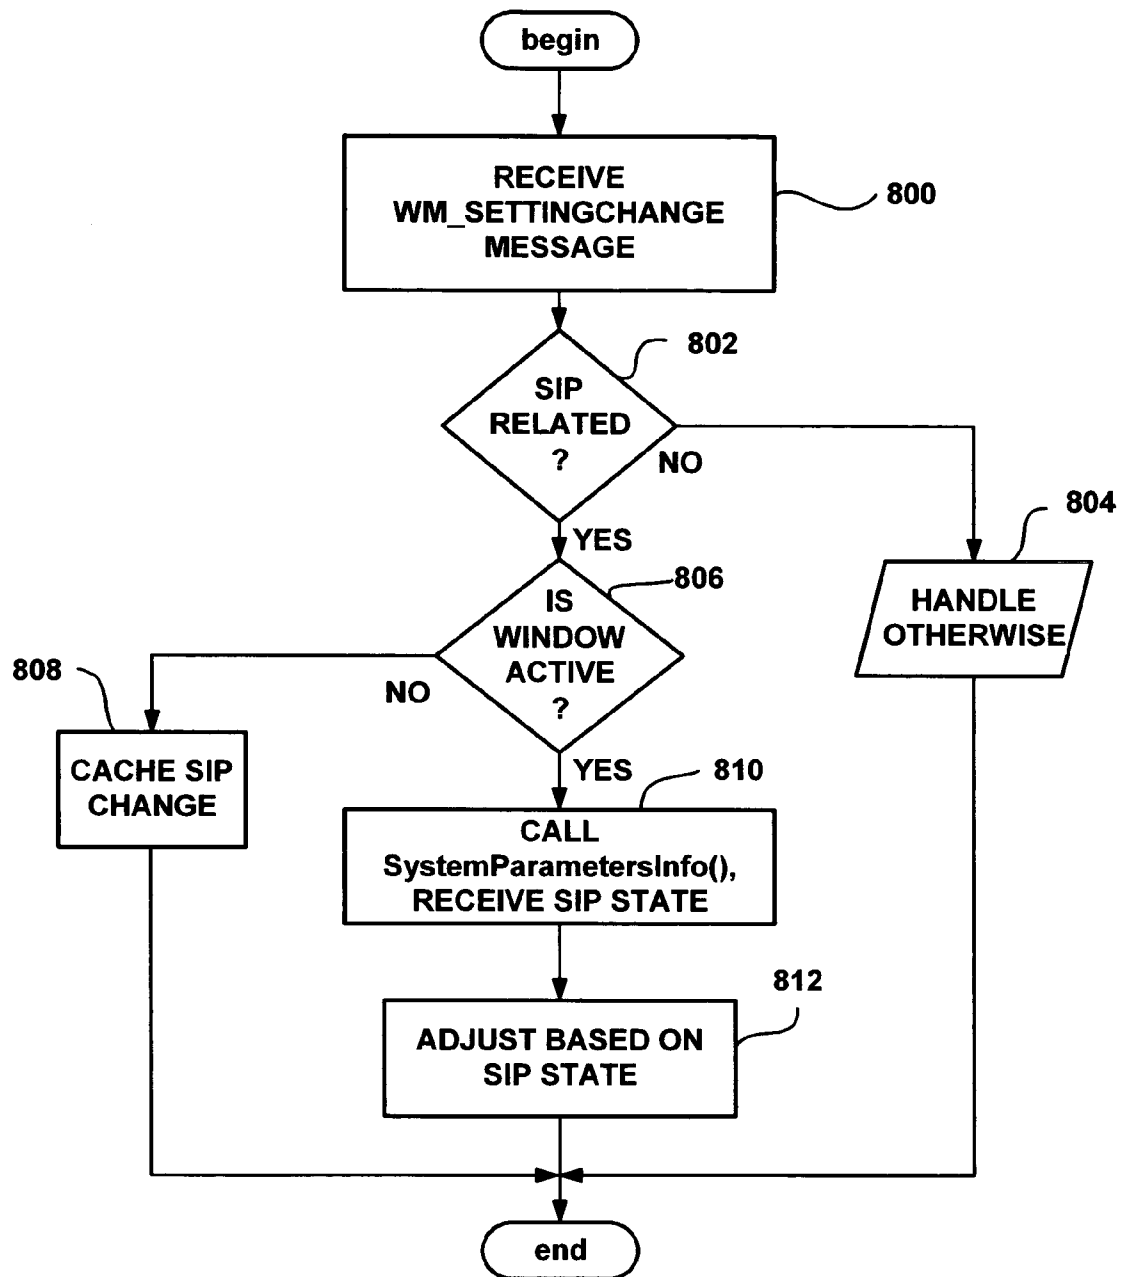 begin
RECEIVE
WM_SETTINGCHANGE
MESSAGE
800
802
SIP
RELATED
?
NO
804
YES
HANDLE
OTHERWISE
806
IS
WINDOW
ACTIVE
?
808
NO
CACHE SIP
CHANGE
YES
810
CALL
SystemParametersInfo(),
RECEIVE SIP STATE
812
ADJUST BASED ON
SIP STATE
end